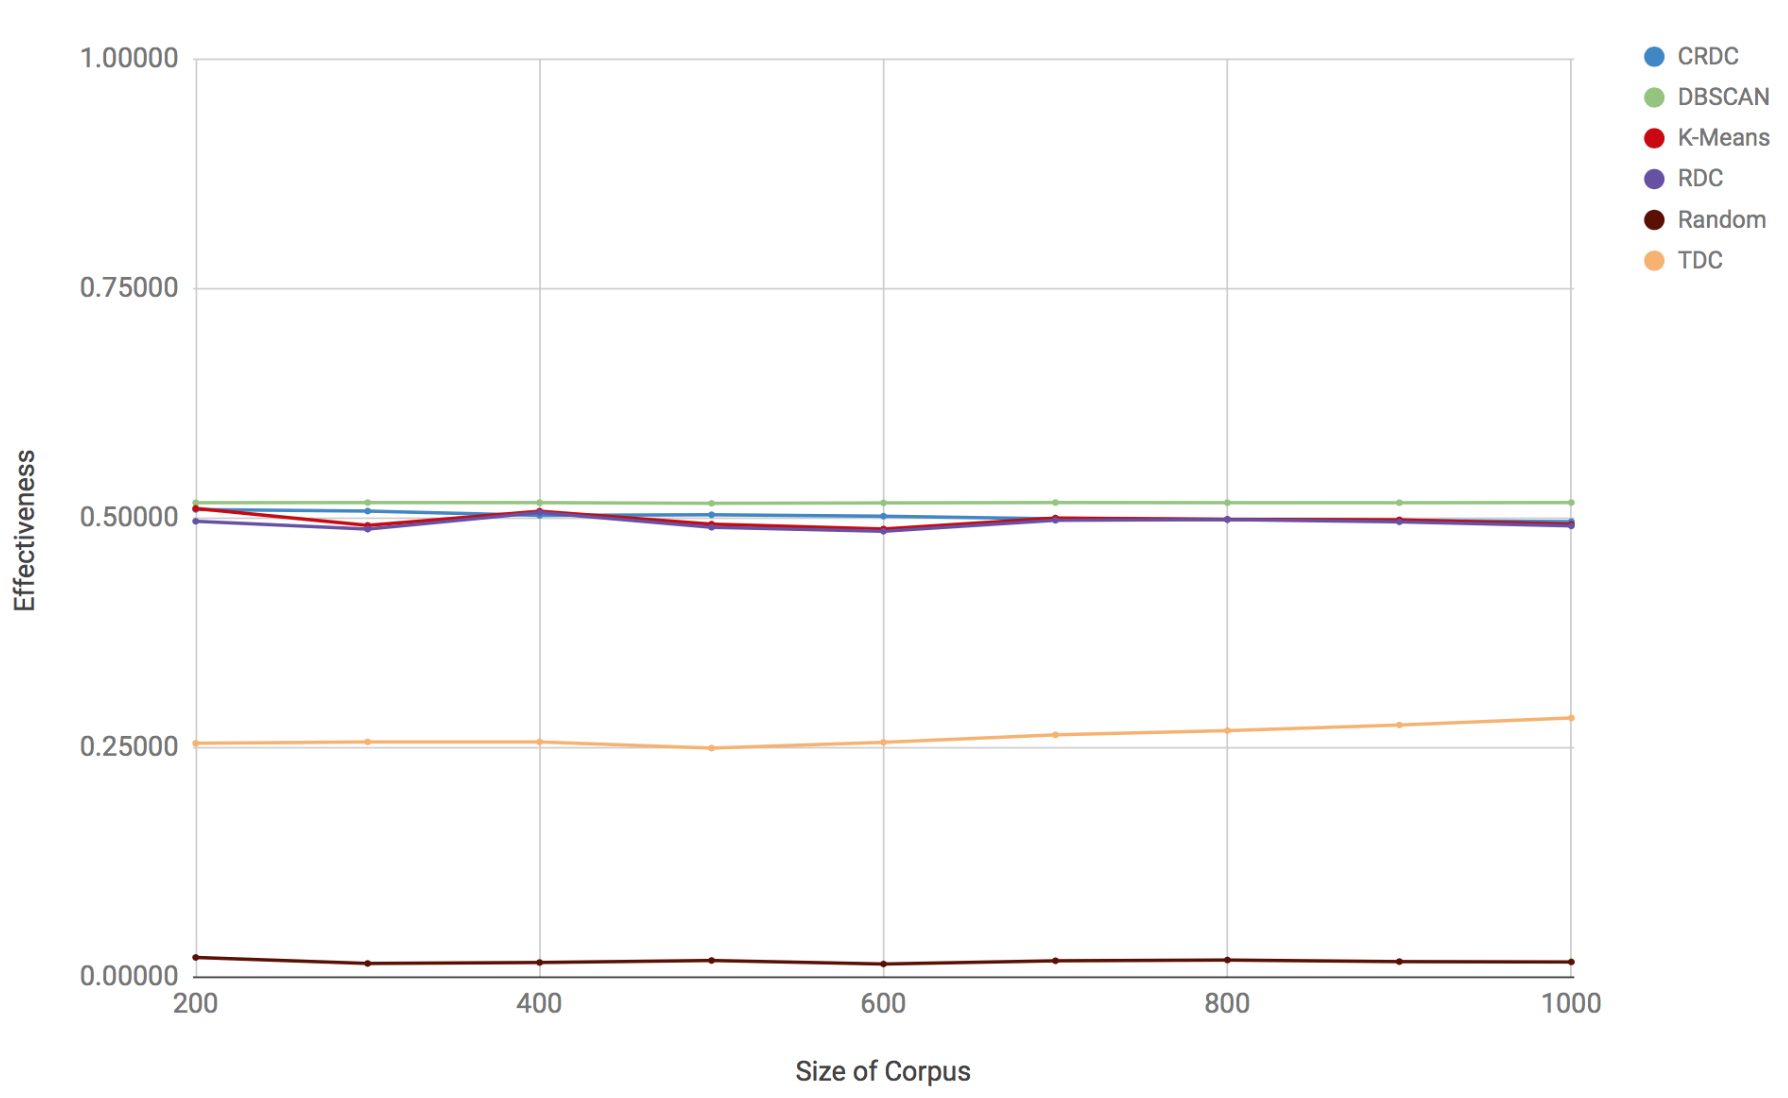 1.00000
0.75000
0.50000
0.25000
0.00000
Effectiveness
200 400 600 800 1000
Size of Corpus
CRDC
DBSCAN
K-Means
RDC
Random
TDC